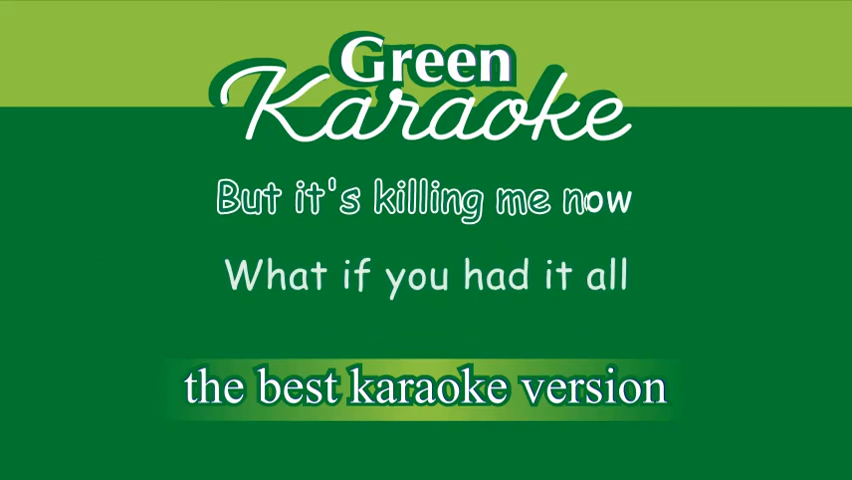 Green
Karaoke
But it's killing me now
What if you had it all
the best karaoke version